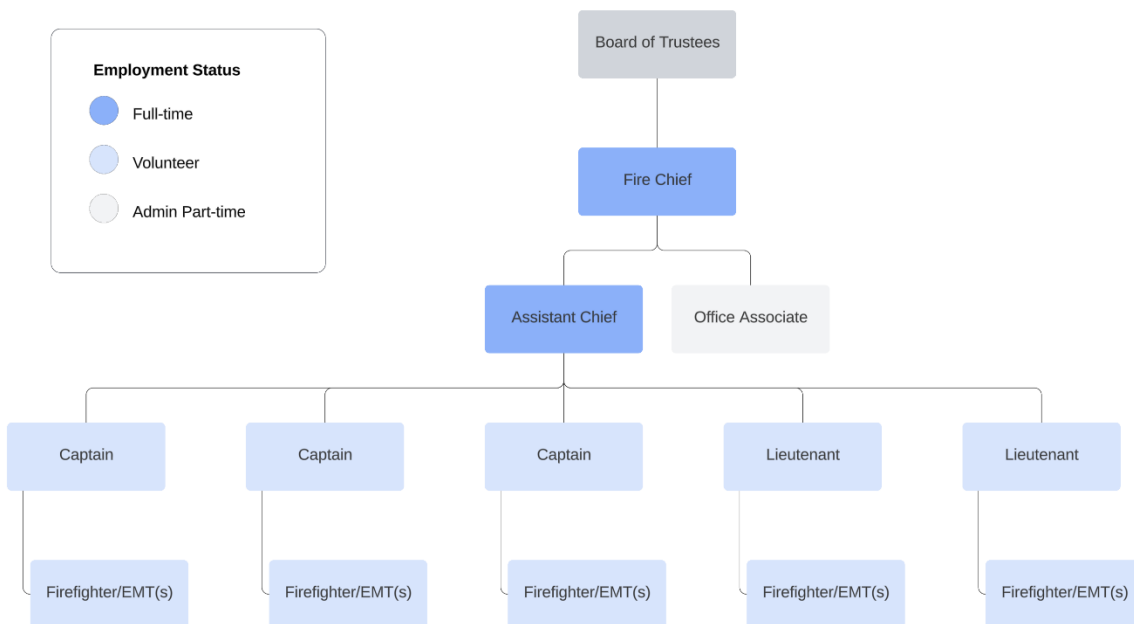 Board of Trustees
Employment Status
Full-time
Volunteer
Admin Part-time
Fire Chief
Assistant Chief
Office Associate
Captain
Captain
Captain
Lieutenant
Lieutenant
Firefighter/EMT(s)
Firefighter/EMT(s)
Firefighter/EMT(s)
Firefighter/EMT(s)
Firefighter/EMT(s)